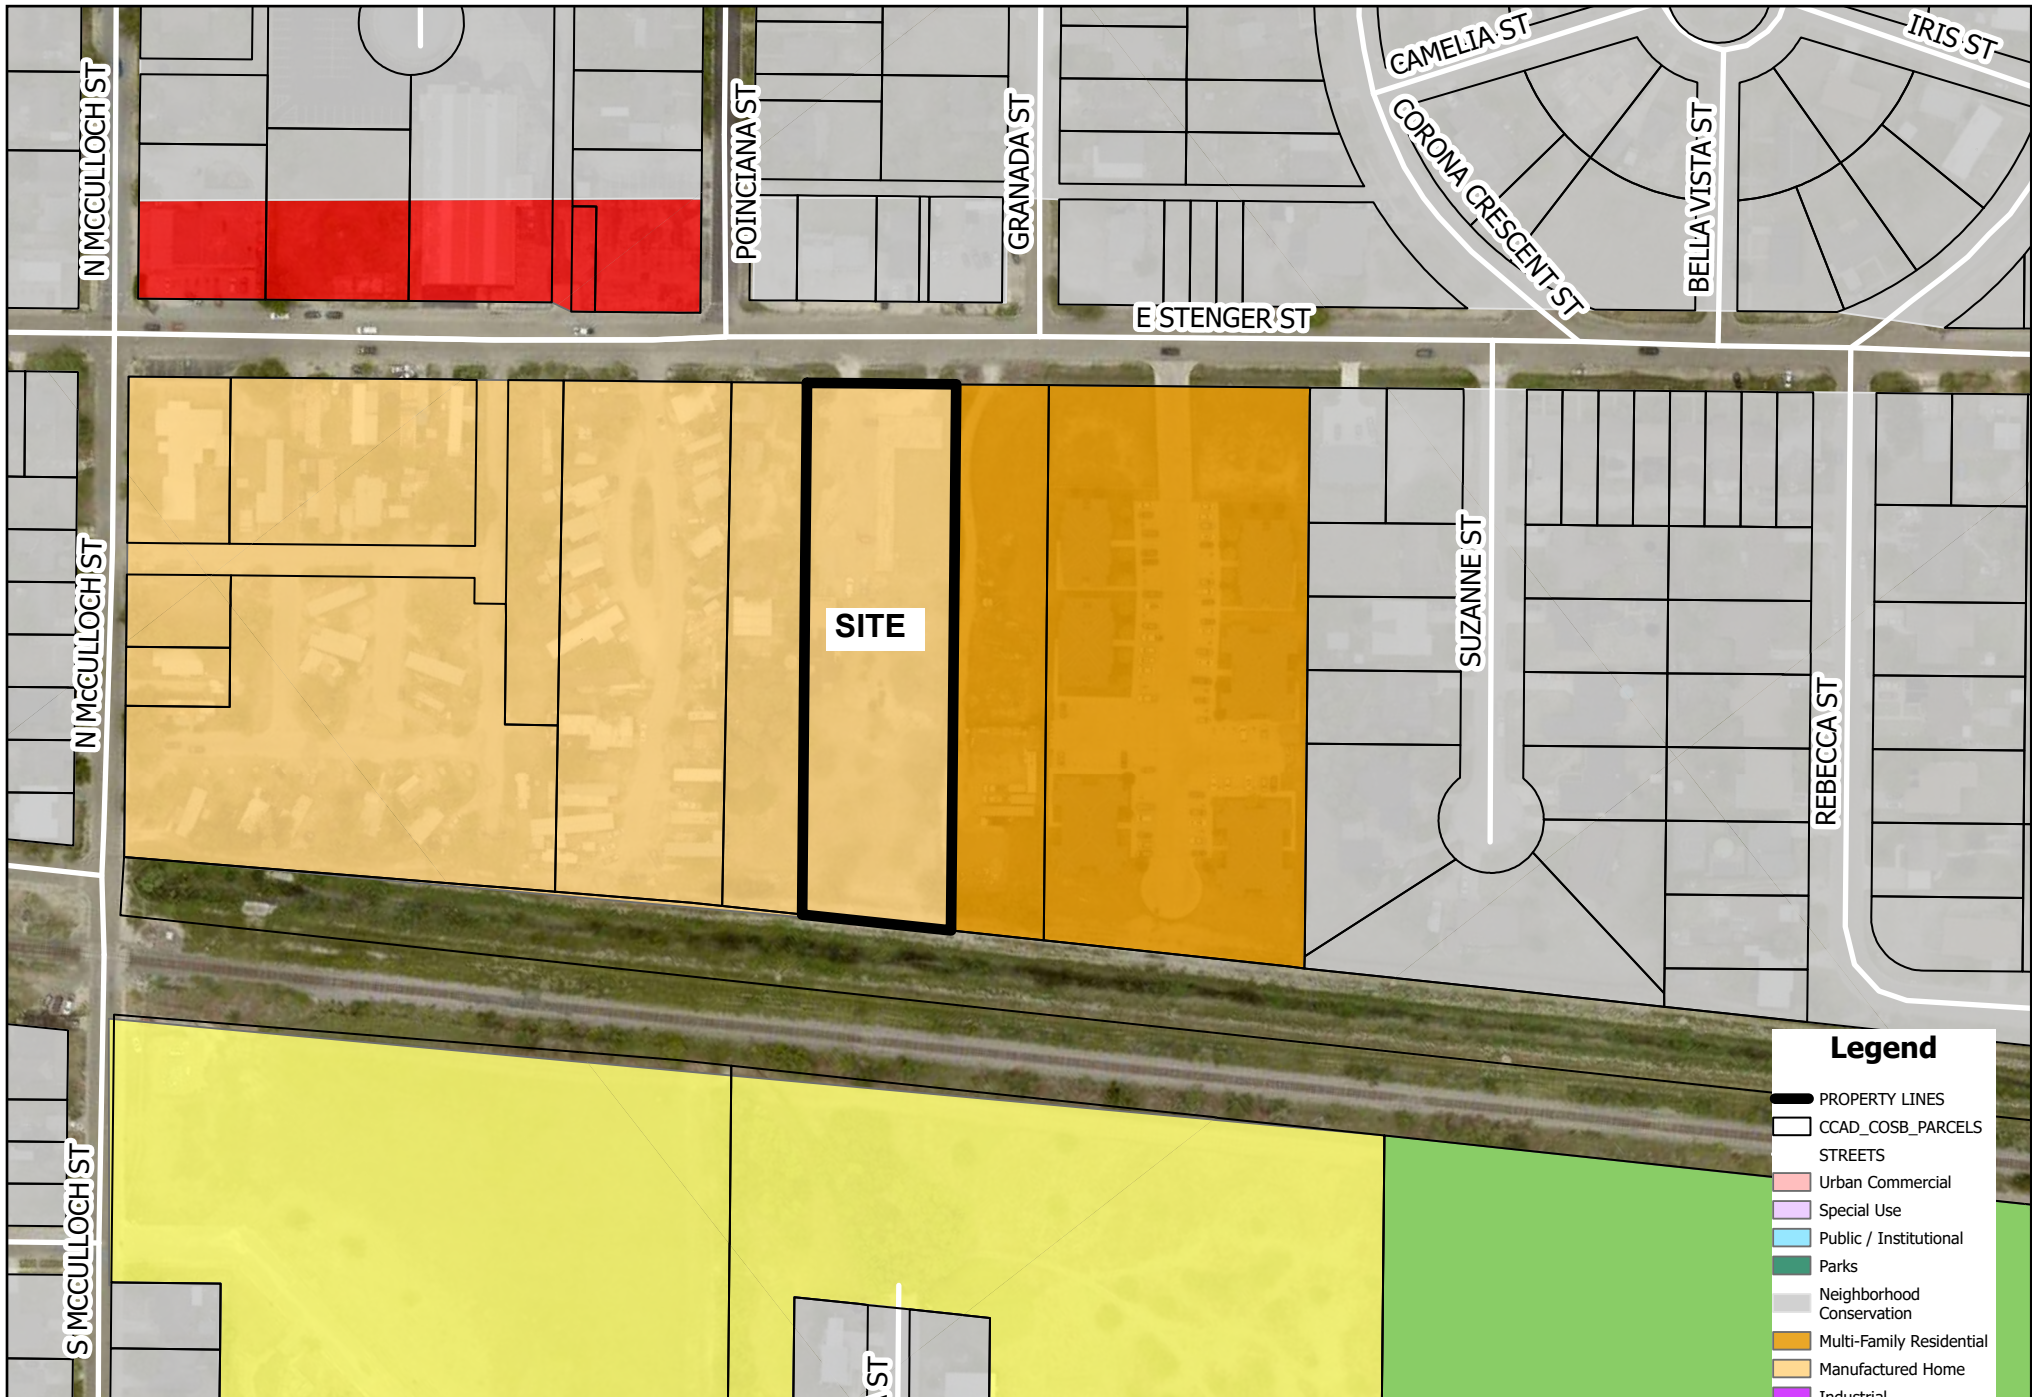 CAMELIA ST
IRIS ST
N MCCULLOCH ST
POINCIANA ST
GRANADA ST
CORONA CRESCENT ST
BELLA VISTA ST
E STENGER ST
N McCULLOCH ST
SITE
SUZANNE ST
REBECCA ST
S MCCULLOCH ST
Legend
PROPERTY LINES
CCAD_COSB_PARCELS
STREETS
Urban Commercial
Special Use
Public / Institutional
Parks
Neighborhood
Conservation
Multi-Family Residential
Manufactured Home
Industrial